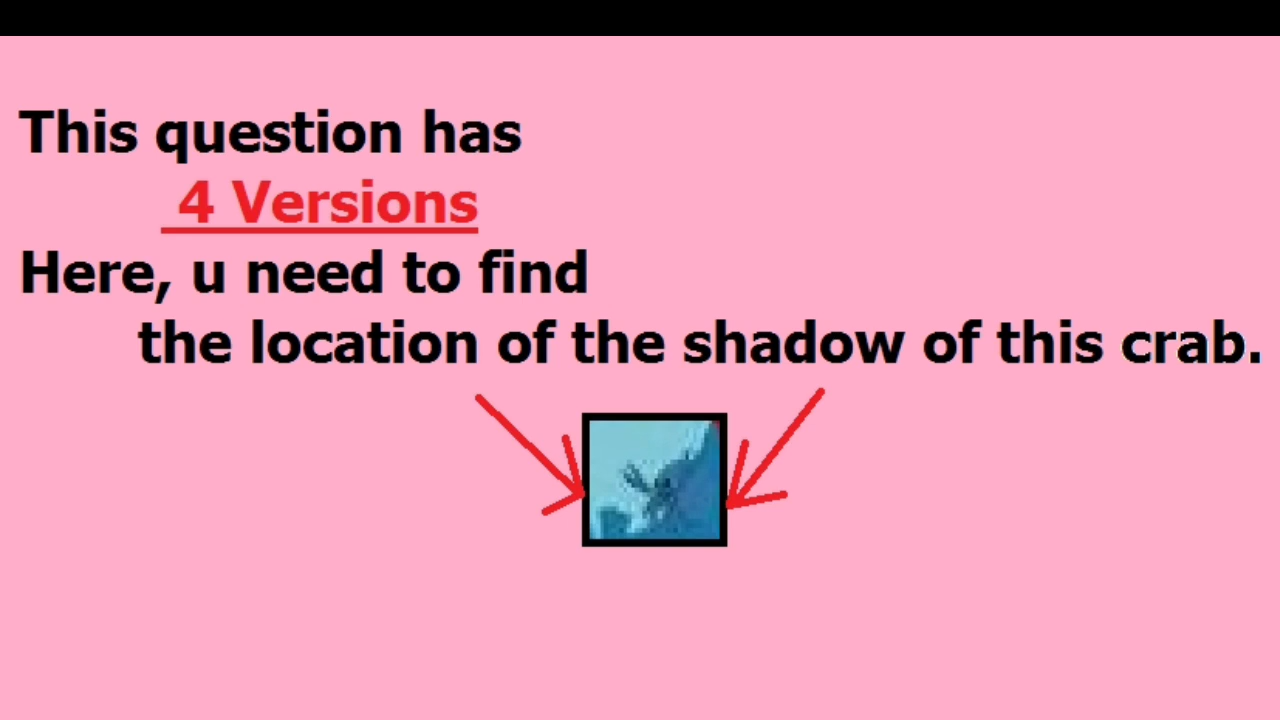 This question has
4 Versions
Here, u need to find
the location of the shadow of this crab.